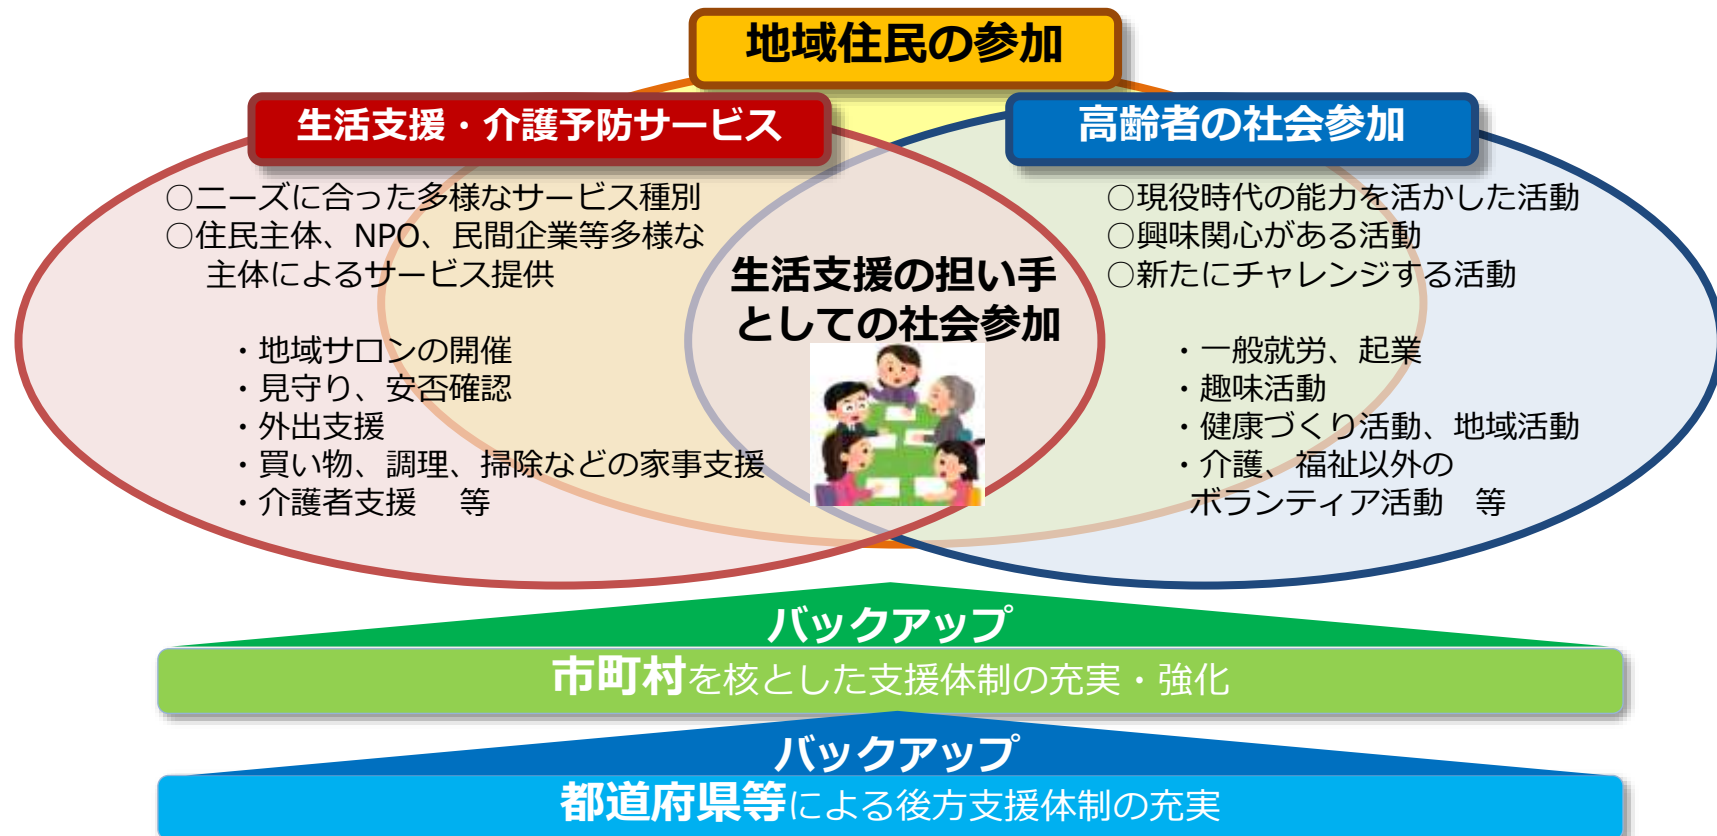 地域住民の参加
生活支援・介護予防サービス
○ニーズに合った多様なサービス種別
○住民主体、NPO、民間企業等多様な
主体によるサービス提供
・地域サロンの開催
・見守り、安否確認
・外出支援
・買い物、調理、掃除などの家事支援
・介護者支援　等
生活支援の担い手
としての社会参加
高齢者の社会参加
○現役時代の能力を活かした活動
○興味関心がある活動
○新たにチャレンジする活動
・一般就労、起業
・趣味活動
・健康づくり活動、地域活動
・介護、福祉以外の
ボランティア活動　等
バックアップ
市町村を核とした支援体制の充実・強化
バックアップ
都道府県等による後方支援体制の充実